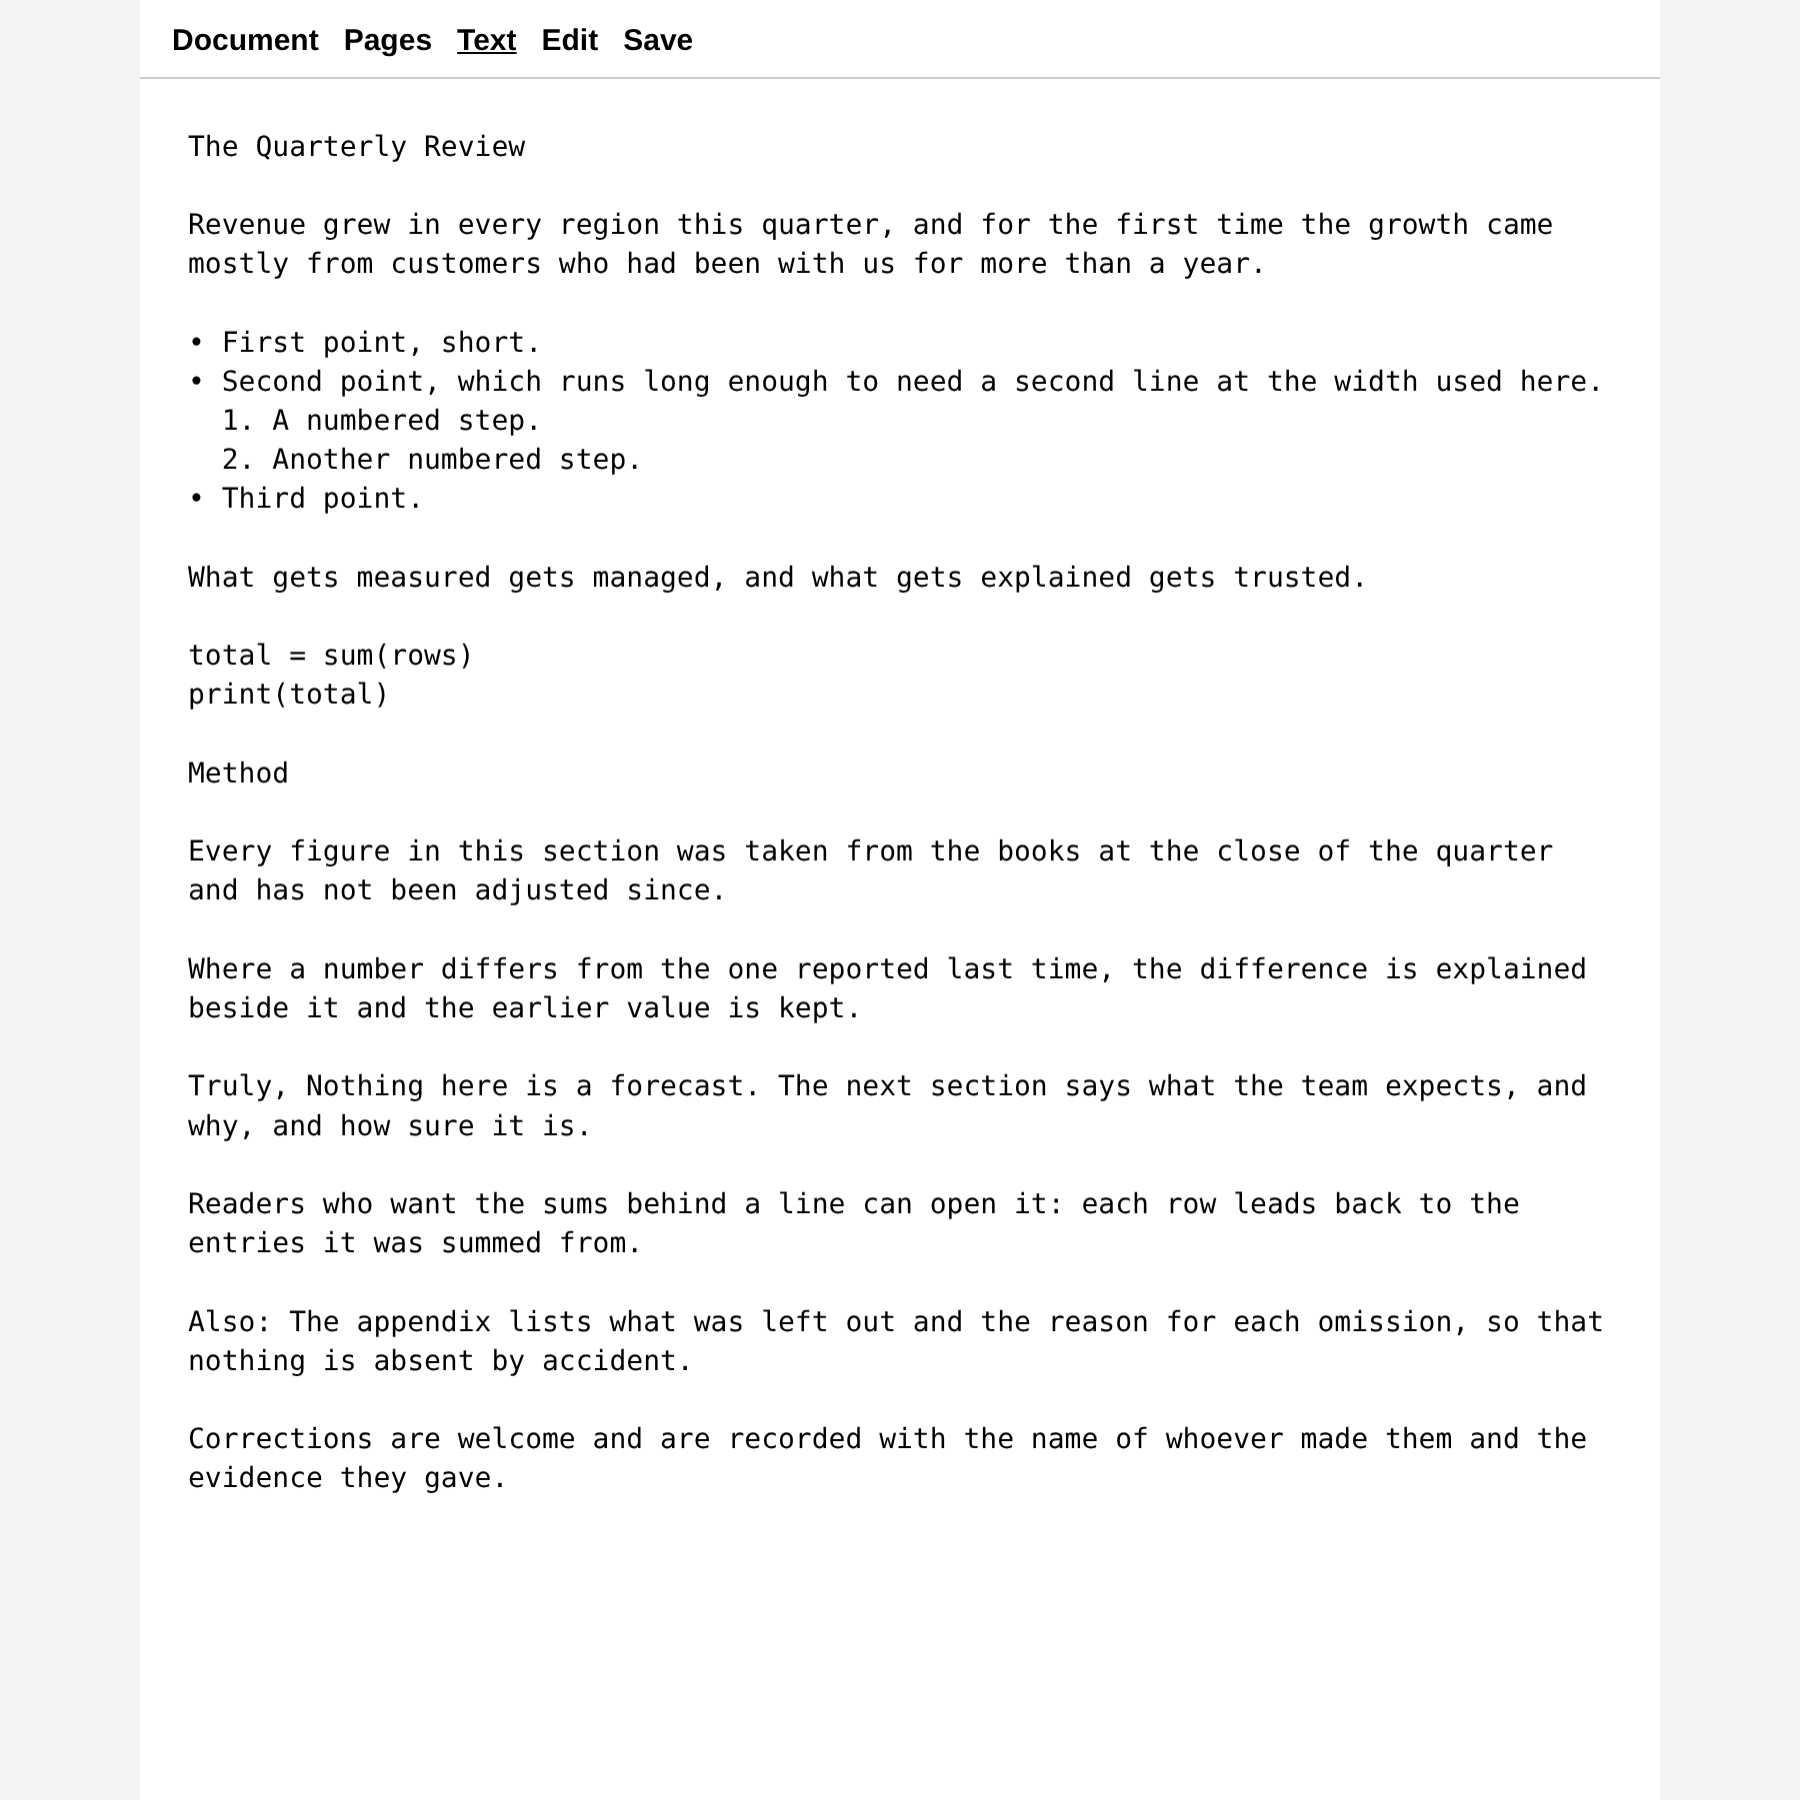 Document Pages Text Edit Save
The Quarterly Review
Revenue grew in every region this quarter, and for the first time the growth came
mostly from customers who had been with us for more than a year.
• First point, short.
• Second point, which runs long enough to need a second line at the width used here.
1. A numbered step.
2. Another numbered step.
• Third point.
What gets measured gets managed, and what gets explained gets trusted.
total = sum(rows)
print(total)
Method
Every figure in this section was taken from the books at the close of the quarter
and has not been adjusted since.
Where a number differs from the one reported last time, the difference is explained
beside it and the earlier value is kept.
Truly, Nothing here is a forecast. The next section says what the team expects, and
why, and how sure it is.
Readers who want the sums behind a line can open it: each row leads back to the
entries it was summed from.
Also: The appendix lists what was left out and the reason for each omission, so that
nothing is absent by accident.
Corrections are welcome and are recorded with the name of whoever made them and the
evidence they gave.